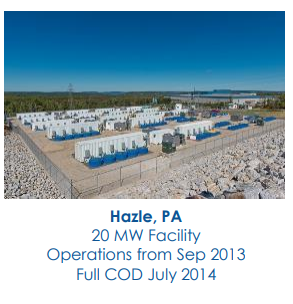 Hazle, PA
20 MW Facility
Operations from Sep 2013
Full COD July 2014